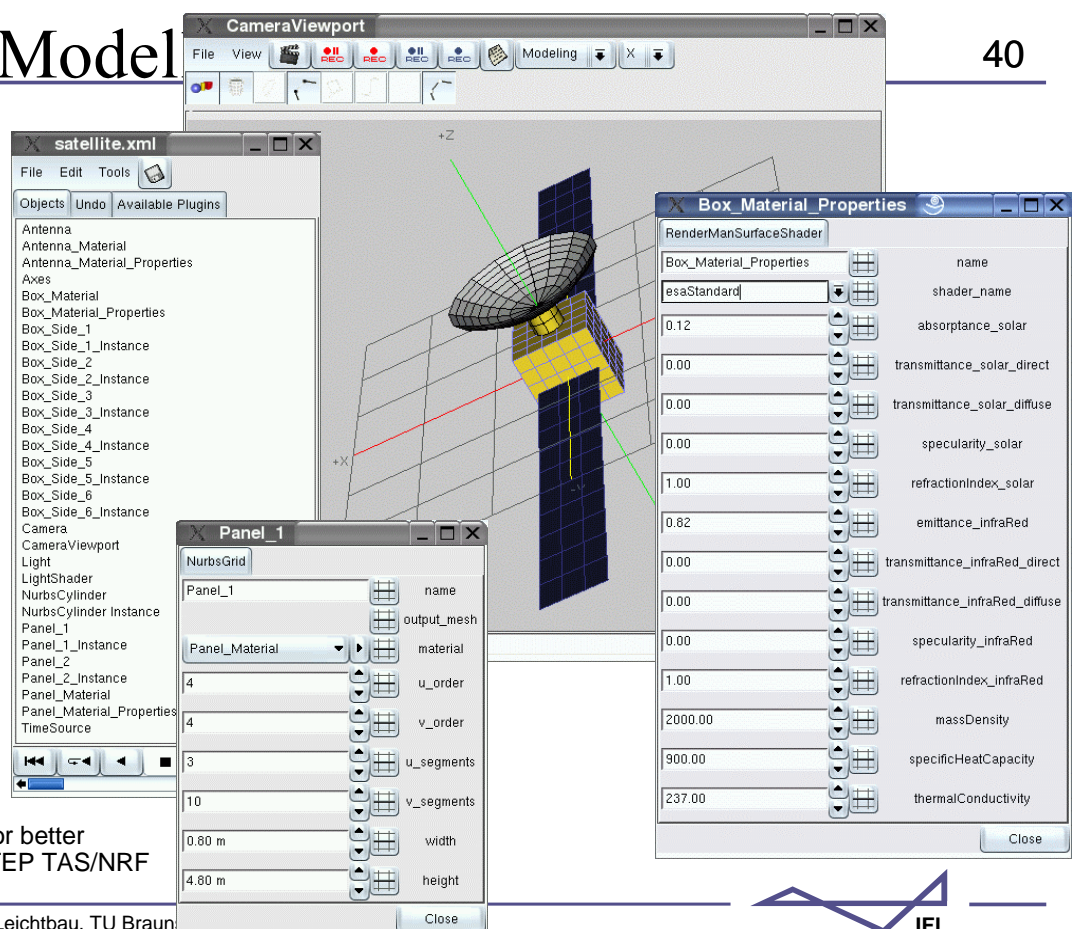 Model
40
CameraViewport
File View REC REC REC REC Modeling X
+Z
+X
-Y
satellite.xml
File Edit Tools
Objects Undo Available Plugins
Antenna
Antenna_Material
Antenna_Material_Properties
Axes
Box_Material
Box_Material_Properties
Box_Side_1
Box_Side_1_Instance
Box_Side_2
Box_Side_2_Instance
Box_Side_3
Box_Side_3_Instance
Box_Side_4
Box_Side_4_Instance
Box_Side_5
Box_Side_5_Instance
Box_Side_6
Box_Side_6_Instance
Camera
CameraViewport
Light
LightShader
NurbsCylinder
NurbsCylinder Instance
Panel_1
Panel_1_Instance
Panel_2
Panel_2_Instance
Panel_Material
Panel_Material_Properties
TimeSource
Panel_1
NurbsGrid
Panel_1 name
output_mesh
Panel_Material material
4 u_order
4 v_order
3 u_segments
10 v_segments
0.80 m width
4.80 m height
Close
Box_Material_Properties
RenderManSurfaceShader
Box_Material_Properties name
esaStandard shader_name
0.12 absorptance_solar
0.00 transmittance_solar_direct
0.00 transmittance_solar_diffuse
0.00 specularity_solar
1.00 refractionIndex_solar
0.82 emittance_infraRed
0.00 transmittance_infraRed_direct
0.00 transmittance_infraRed_diffuse
0.00 specularity_infraRed
1.00 refractionIndex_infraRed
2000.00 massDensity
900.00 specificHeatCapacity
237.00 thermalConductivity
Close
or better
TEP TAS/NRF
Leichtbau, TU Brauns